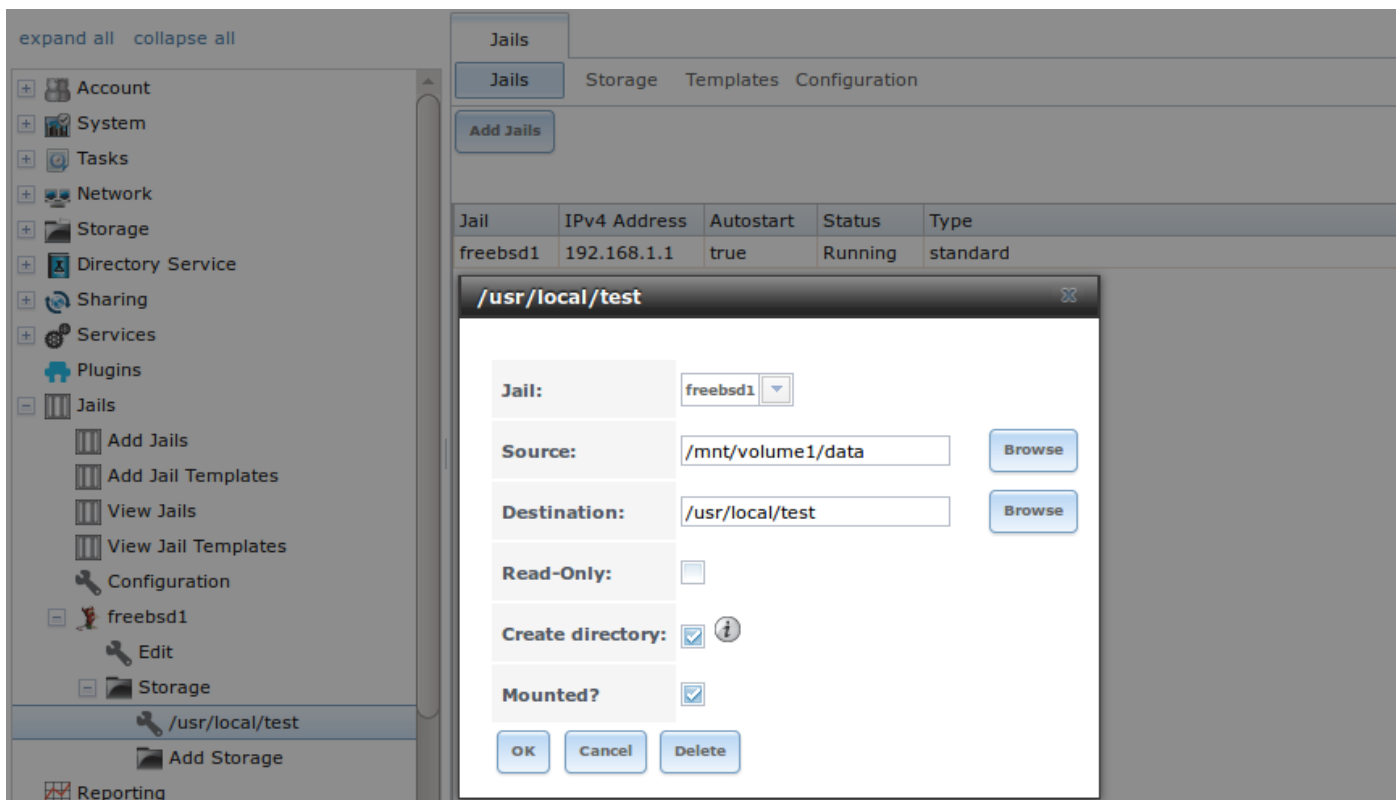 expand all collapse all
Account
System
Tasks
Network
Storage
Directory Service
Sharing
Services
Plugins
Jails
Add Jails
Add Jail Templates
View Jails
View Jail Templates
Configuration
freebsd1
Edit
Storage
/usr/local/test
Add Storage
Reporting
Jails
Jails Storage Templates Configuration
Add Jails
Jail IPv4 Address Autostart Status Type
freebsd1 192.168.1.1 true Running standard
/usr/local/test
Jail: freebsd1
Source: /mnt/volume1/data Browse
Destination: /usr/local/test Browse
Read-Only:
Create directory: i
Mounted?
OK Cancel Delete